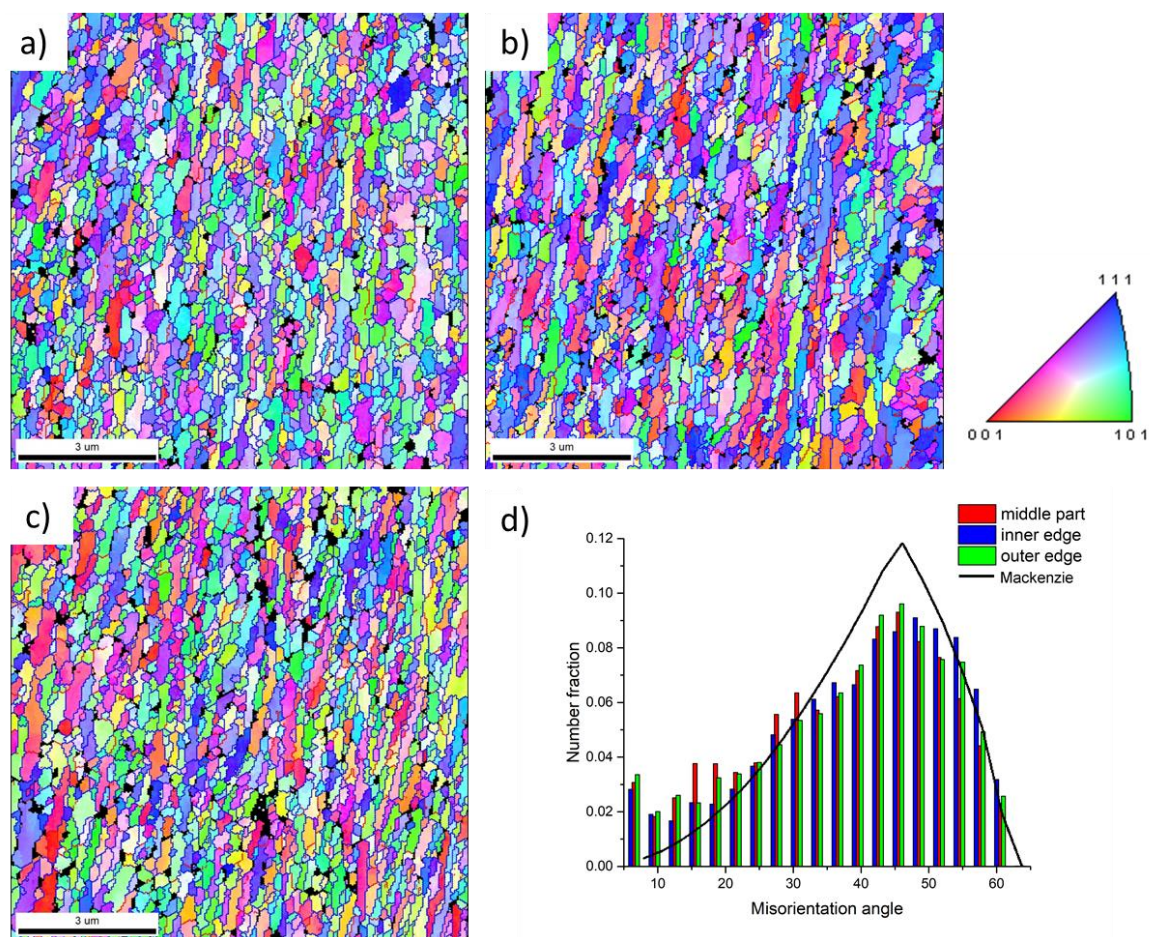 a)
3 um
b)
3 um
1 1 1
0 0 1
1 0 1
c)
3 um
d)
middle part
inner edge
outer edge
Mackenzie
0.12
0.10
0.08
0.06
0.04
0.02
0.00
Number fraction
10 20 30 40 50 60
Misorientation angle